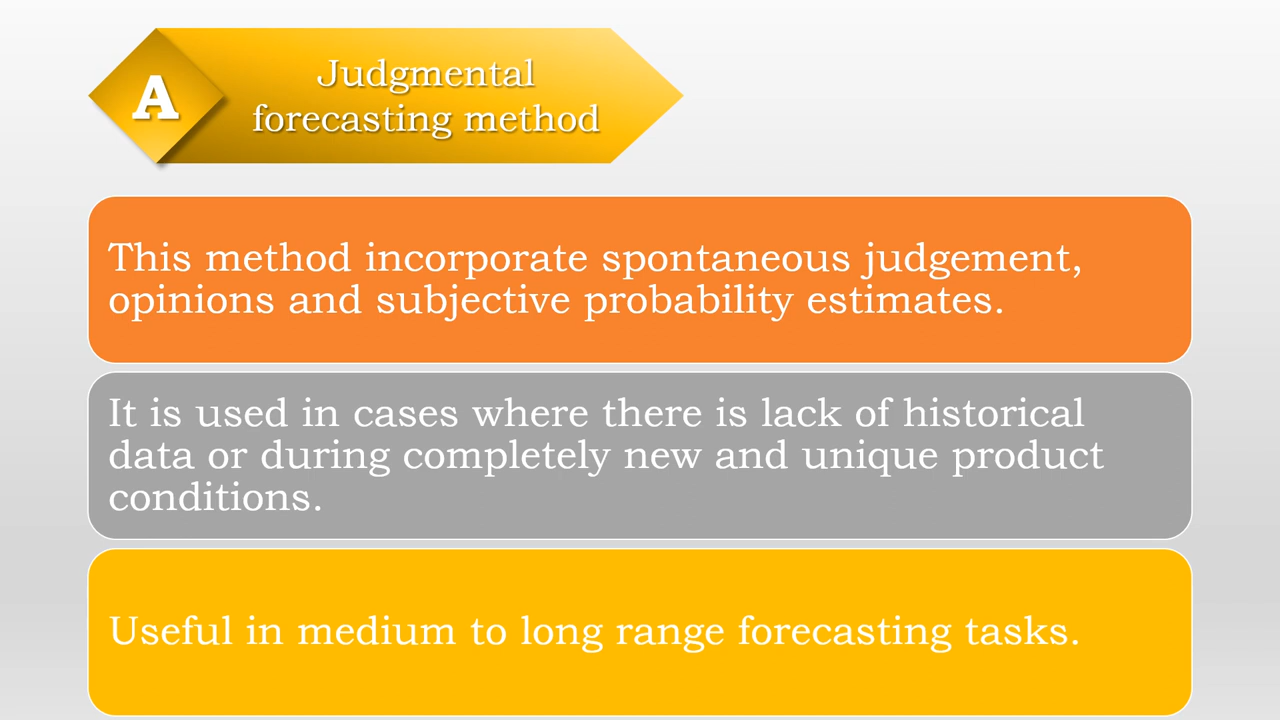 A
Judgmental
forecasting method
This method incorporate spontaneous judgement,
opinions and subjective probability estimates.
It is used in cases where there is lack of historical
data or during completely new and unique product
conditions.
Useful in medium to long range forecasting tasks.